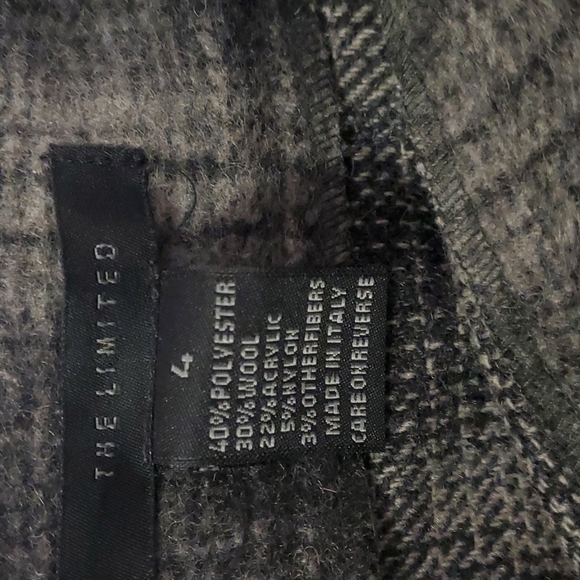 THE LIMITED
4
40%POLYESTER
30%WOOL
22%ACRYLIC
5%NYLON
3%OTHERFIBERS
MADE IN ITALY
CAREONREVERSE